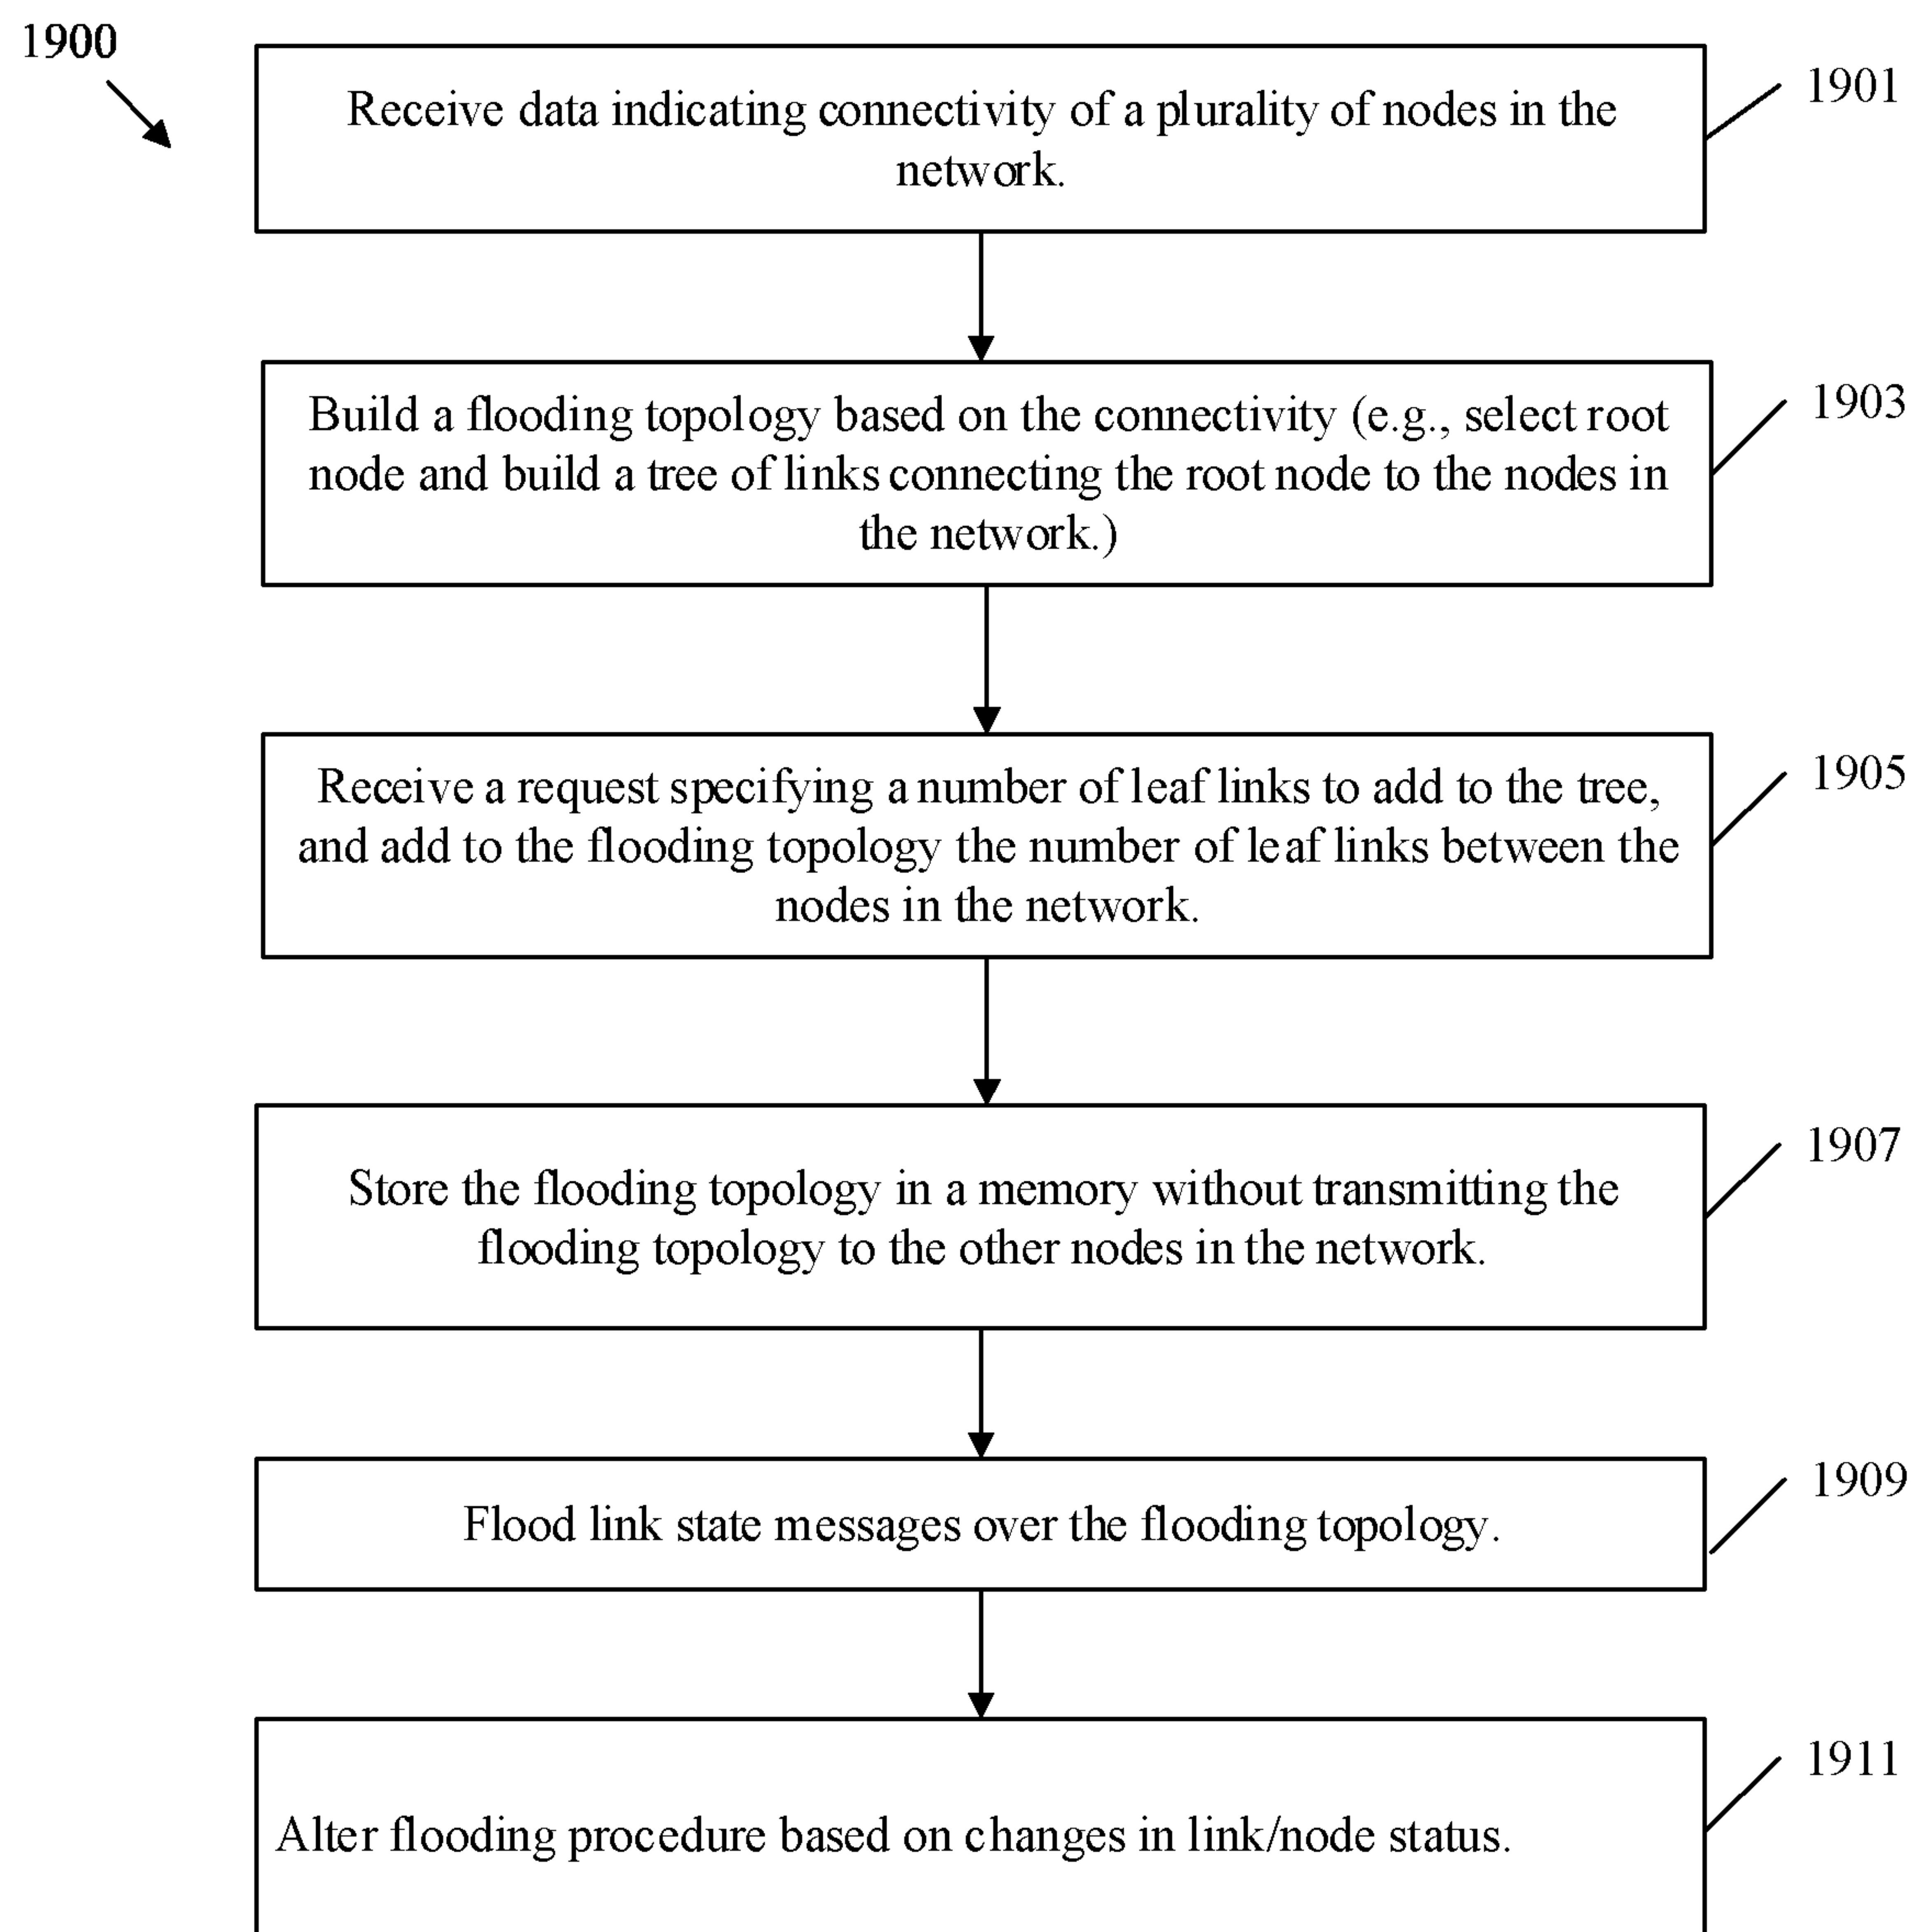 1900
1901
Receive data indicating connectivity of a plurality of nodes in the
network.
1903
Build a flooding topology based on the connectivity (e.g., select root
node and build a tree of links connecting the root node to the nodes in
the network.)
1905
Receive a request specifying a number of leaf links to add to the tree,
and add to the flooding topology the number of leaf links between the
nodes in the network.
1907
Store the flooding topology in a memory without transmitting the
flooding topology to the other nodes in the network.
1909
Flood link state messages over the flooding topology.
1911
Alter flooding procedure based on changes in link/node status.